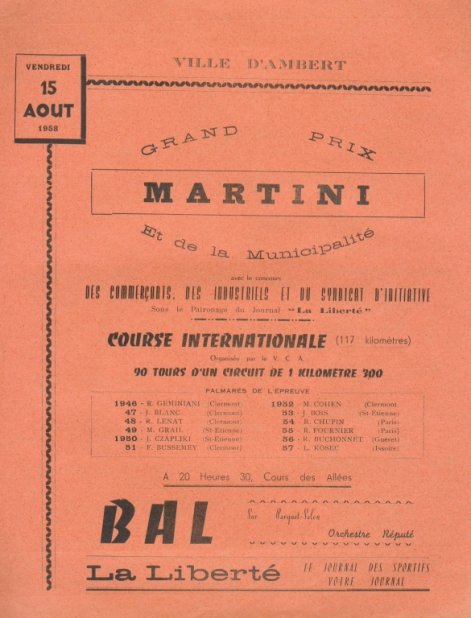 VILLE D'AMBERT
VENDREDI
15
AOUT
1958
GRAND PRIX
MARTINI
Et de la Municipalité
avec le concours
DES COMMERÇANTS, DES INDUSTRIELS ET DU SYNDICAT D'INITIATIVE
Sous le Patronage du Journal "La Liberté"
COURSE INTERNATIONALE (117 kilomètres)
Organisée par le V. C. A.
90 TOURS D'UN CIRCUIT DE 1 KILOMETRE 300
PALMARÈS DE L'ÉPREUVE
1946 - R. GEMINIANI (Clermont)
47 - J. BLANC (Clermont)
48 - R. LENAT (Clermont)
49 - M. GRAIL (St-Etienne)
1950 - J. CZAPLIKI (St-Etienne)
51 - F. BUSSEMEY (Clermont)
1952 - M. COHEN (Clermont
53 - J. BOIS (St-Etienne)
54 - B. CHUPIN (Paris)
55 - B. FOURNIER (Paris)
56 - R. BUCHONNET (Guéret)
57 - L. KOSEC (Issoire)
A 20 Heures 30, Cours des Allées
BAL
Sur Parquet-Salon
Orchestre Réputé
La Liberté LE JOURNAL DES SPORTIFS
VOTRE JOURNAL